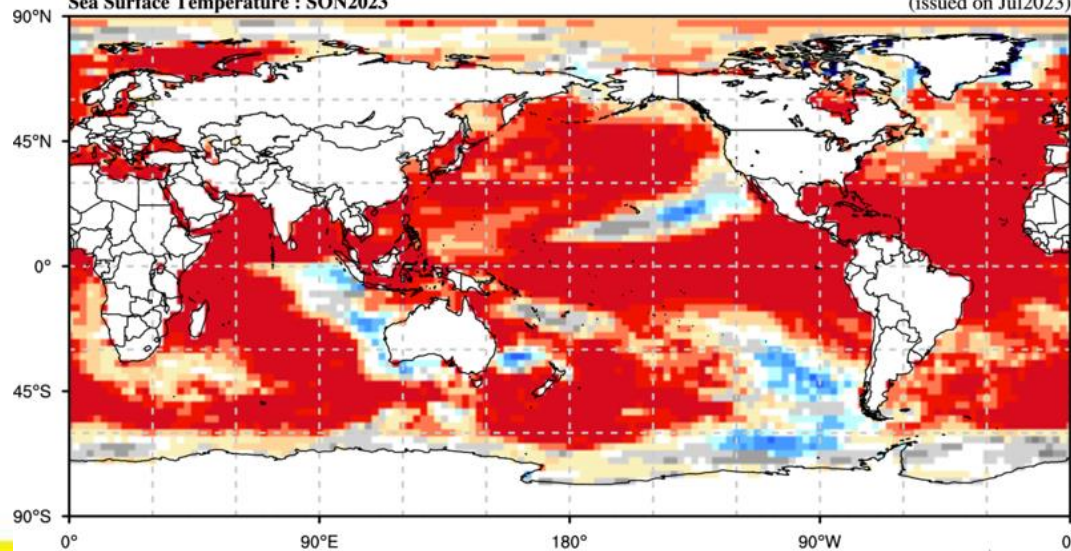 Sea Surface Temperature : SON2023
(issued on Jul2023)
90°N
45°N
0°
45°S
90°S
0°
90°E
180°
90°W
0